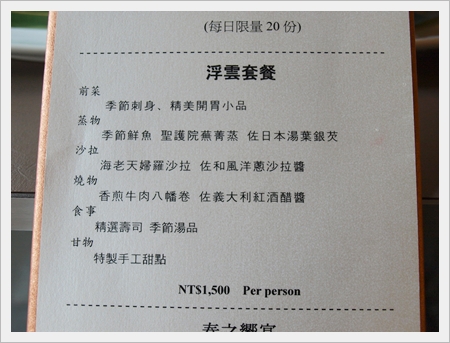 (每日限量 20 份)
浮雲套餐
前菜
季節刺身、精美開胃小品
蒸物
季節鮮魚 聖護院蕪菁蒸 佐日本湯葉銀芡
沙拉
海老天婦羅沙拉 佐和風洋蔥沙拉醬
燒物
香煎牛肉八幡卷 佐義大利紅酒醋醬
食事
精選壽司 季節湯品
甘物
特製手工甜點
NT$1,500 Per person
春之饗宴